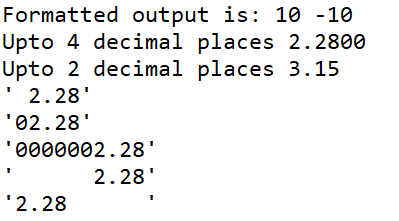 Formatted output is: 10 -10
Upto 4 decimal places 2.2800
Upto 2 decimal places 3.15
' 2.28'
'02.28'
'0000002.28'
'      2.28'
'2.28      '